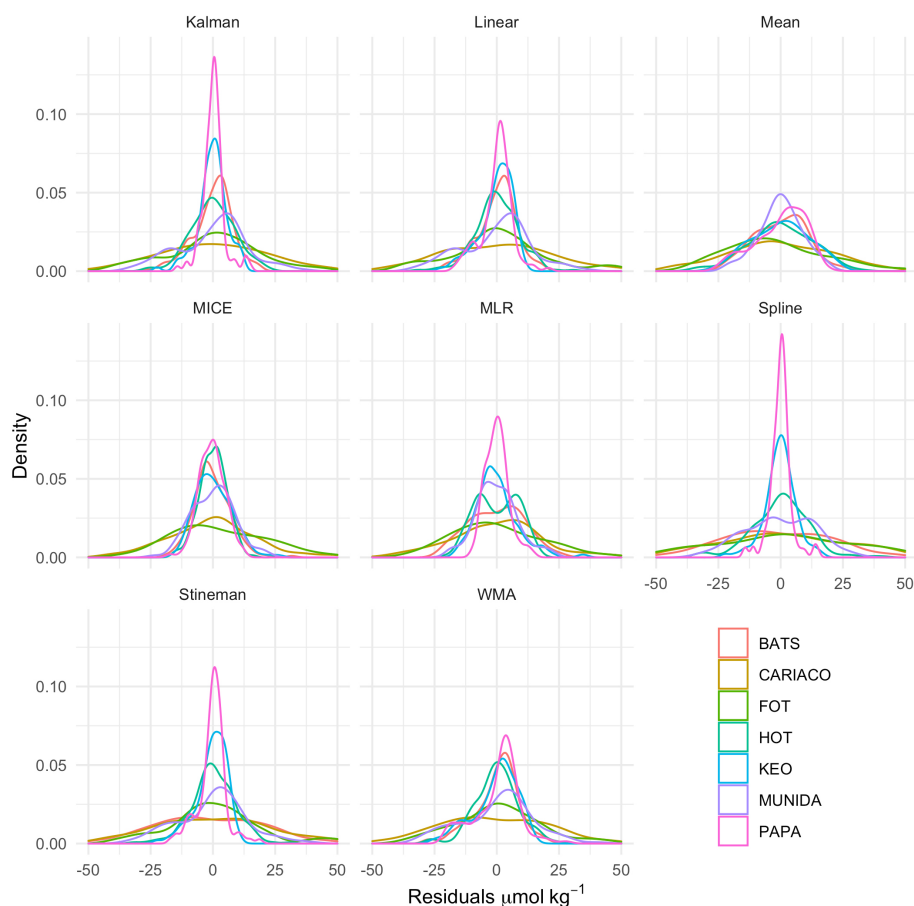 Kalman Linear Mean
0.10
0.05
0.00
MICE MLR Spline
0.10
0.05
0.00
-50 -25 0 25 50
Stineman WMA
0.10
0.05
0.00
-50 -25 0 25 50 -50 -25 0 25 50
Density
Residuals μmol kg⁻¹
BATS
CARIACO
FOT
HOT
KEO
MUNIDA
PAPA